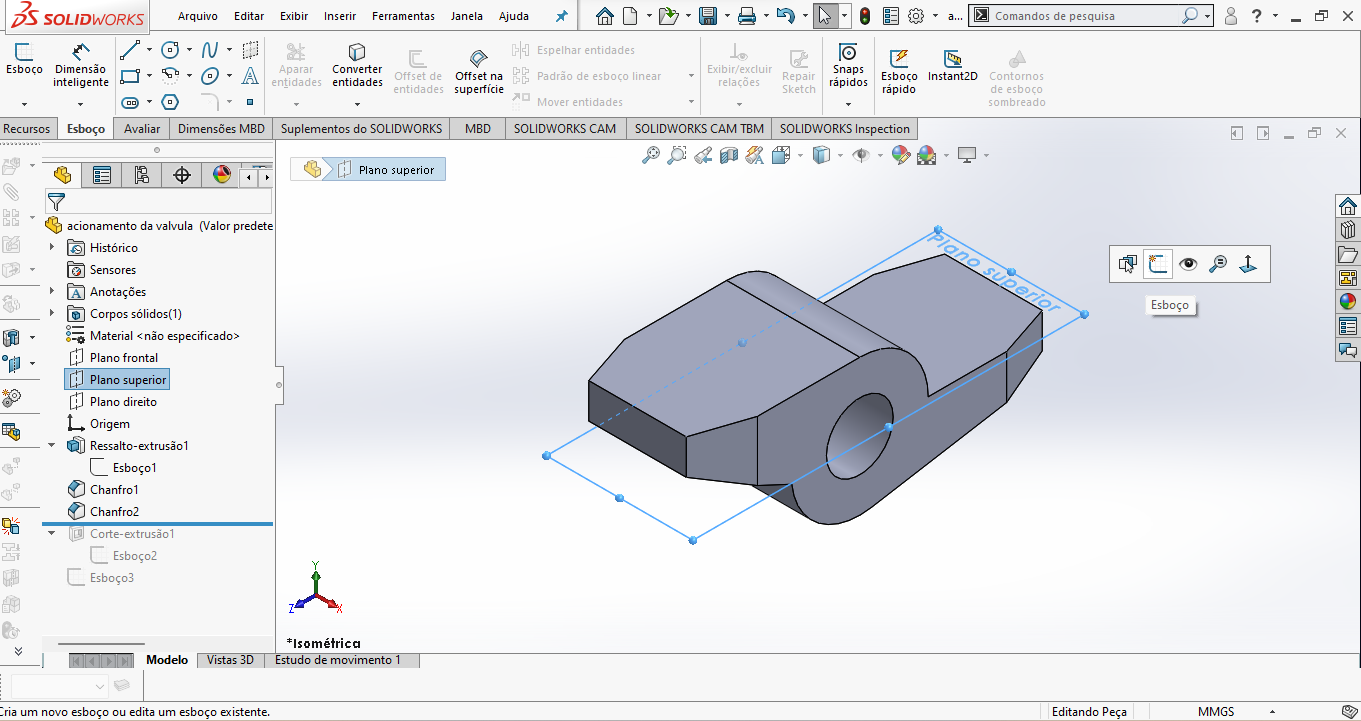 SOLIDWORKS
Arquivo Editar Exibir Inserir Ferramentas Janela Ajuda a... Comandos de pesquisa ?
Esboço
Dimensão
inteligente
Aparar
entidades
Converter
entidades
Offset de
entidades
Offset na
superfície
Espelhar entidades
Padrão de esboço linear
Mover entidades
Exibir/excluir
relações
Repair
Sketch
Snaps
rápidos
Esboço
rápido
Instant2D
Contornos
de esboço
sombreado
Recursos Esboço Avaliar Dimensões MBD Suplementos do SOLIDWORKS MBD SOLIDWORKS CAM SOLIDWORKS CAM TBM SOLIDWORKS Inspection
Plano superior
acionamento da valvula (Valor predete
Histórico
Sensores
Anotações
Corpos sólidos(1)
Material <não especificado>
Plano frontal
Plano superior
Plano direito
Origem
Ressalto-extrusão1
Esboço1
Chanfro1
Chanfro2
Corte-extrusão1
Esboço2
Esboço3
Plano superior
Esboço
Y
Z
X
*Isométrica
Modelo Vistas 3D Estudo de movimento 1
Cria um novo esboço ou edita um esboço existente. Editando Peça MMGS